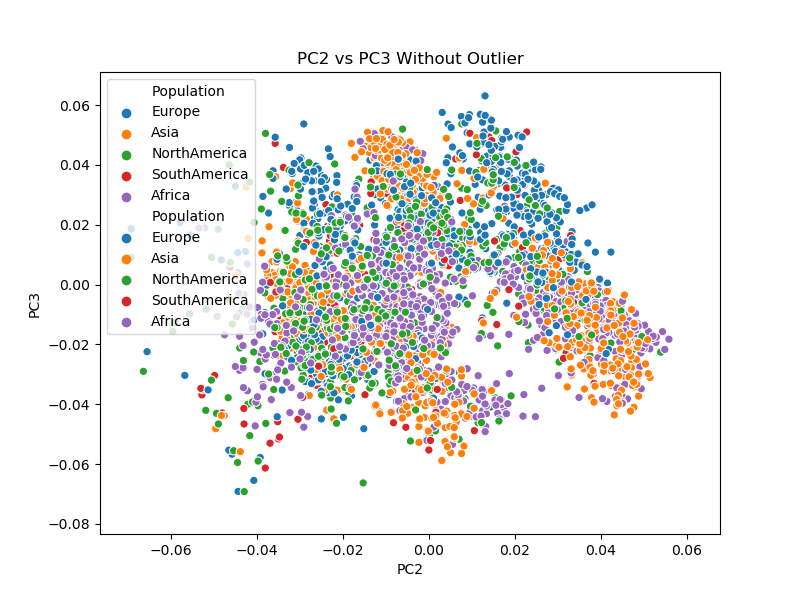 PC2 vs PC3 Without Outlier
Population
Europe
Asia
NorthAmerica
SouthAmerica
Africa
Population
Europe
Asia
NorthAmerica
SouthAmerica
Africa
0.06
0.04
0.02
0.00
−0.02
−0.04
−0.06
−0.08
PC3
−0.06 −0.04 −0.02 0.00 0.02 0.04 0.06
PC2